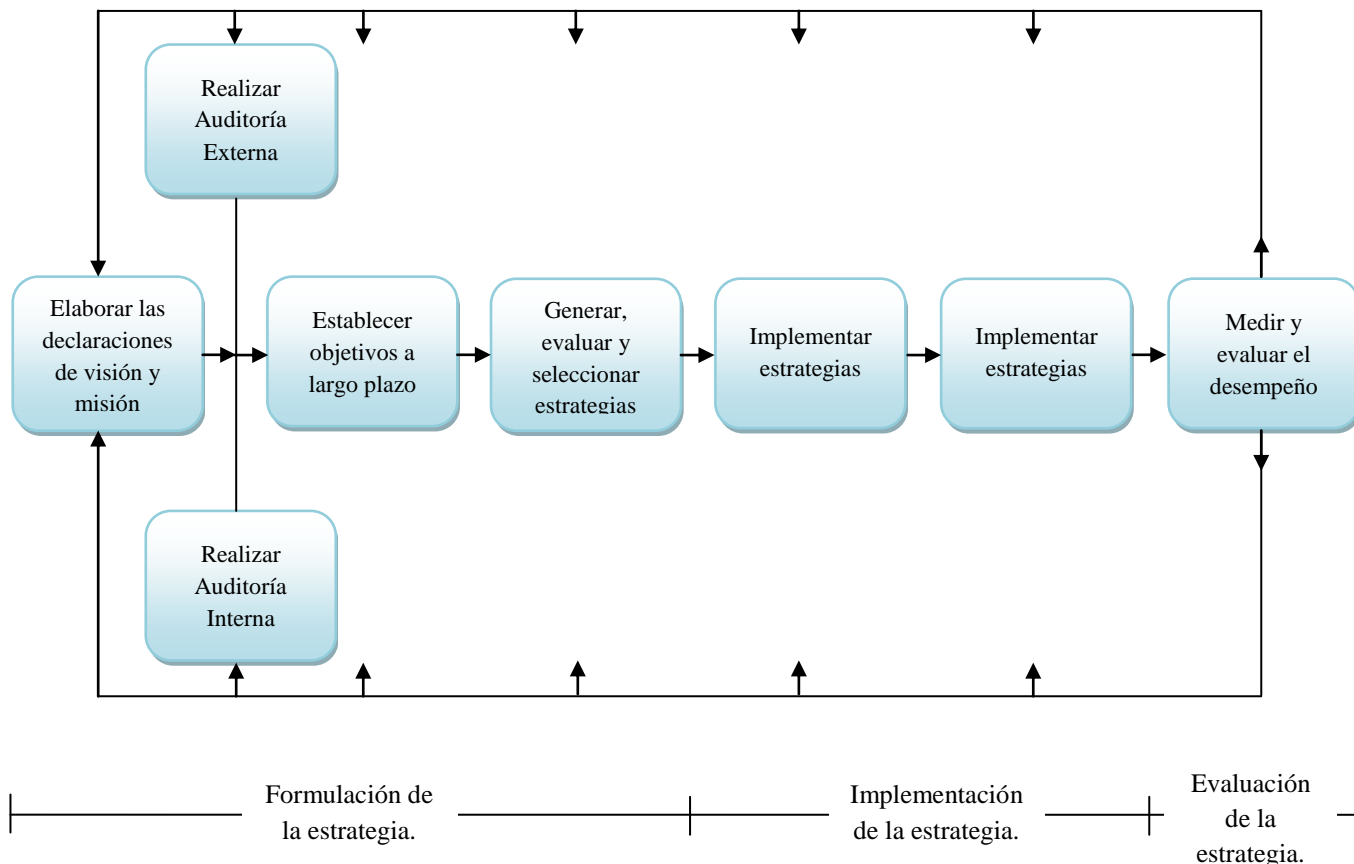 Realizar
Auditoría
Externa
Elaborar las
declaraciones
de visión y
misión
Establecer
objetivos a
largo plazo
Generar,
evaluar y
seleccionar
estrategias
Implementar
estrategias
Implementar
estrategias
Medir y
evaluar el
desempeño
Realizar
Auditoría
Interna
Formulación de
la estrategia.
Implementación
de la estrategia.
Evaluación
de la
estrategia.